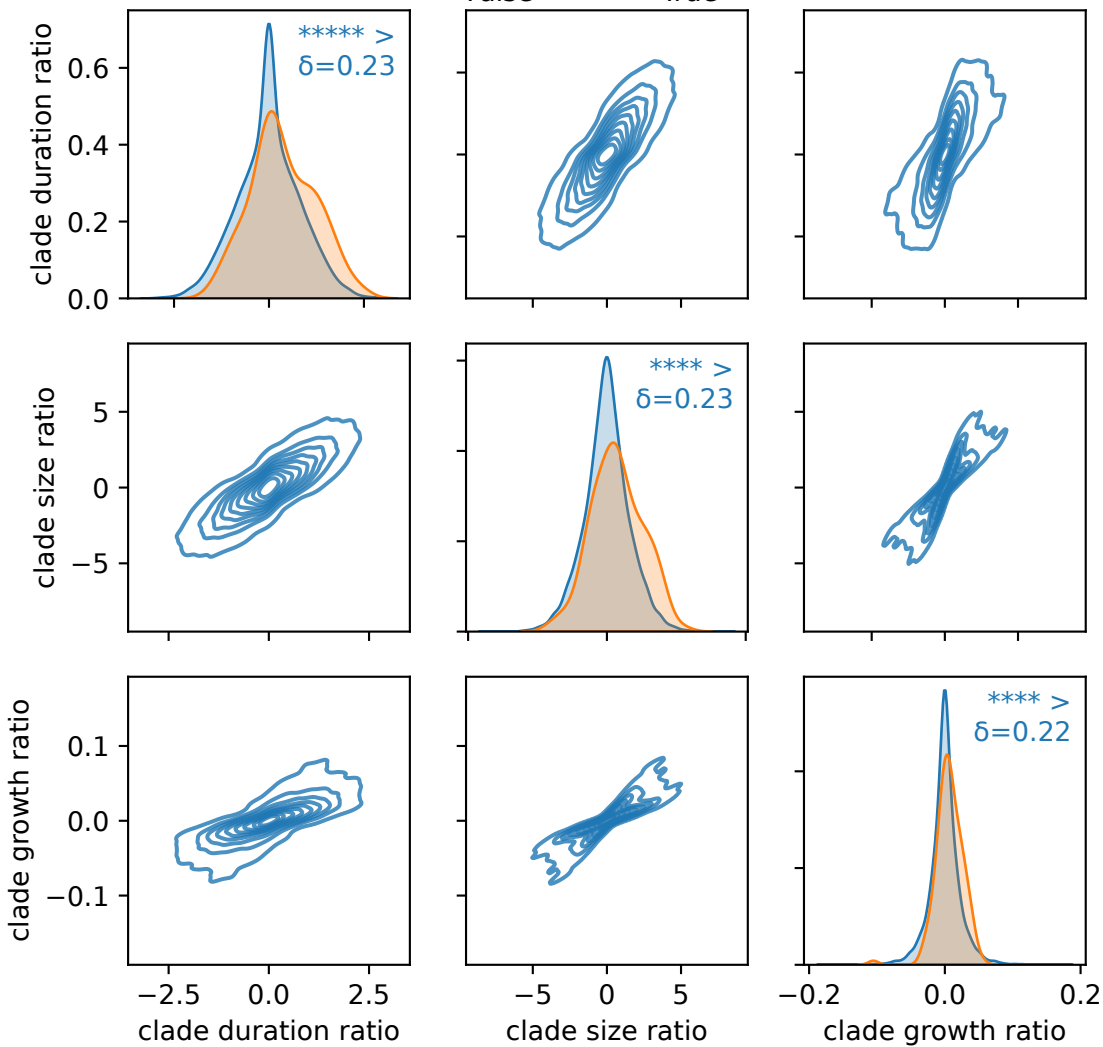 0.6
0.4
0.2
0.0
clade duration ratio
***** >
δ=0.23
5
0
−5
clade size ratio
**** >
δ=0.23
0.1
0.0
−0.1
clade growth ratio
**** >
δ=0.22
−2.5 0.0 2.5
clade duration ratio
−5 0 5
clade size ratio
−0.2 0.0 0.2
clade growth ratio